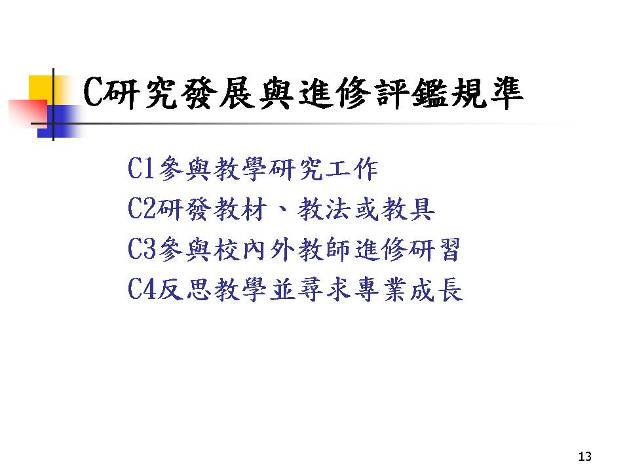 C研究發展與進修評鑑規準
C1參與教學研究工作
C2研發教材、教法或教具
C3參與校內外教師進修研習
C4反思教學並尋求專業成長
13